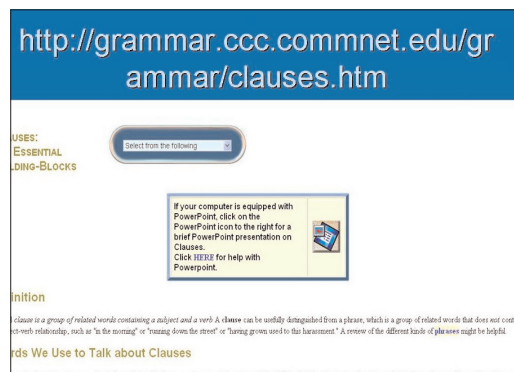 http://grammar.ccc.commnet.edu/gr
ammar/clauses.htm
USES:
ESSENTIAL
LDING-BLOCKS
Select from the following
If your computer is equipped with
PowerPoint, click on the
PowerPoint icon to the right for a
brief PowerPoint presentation on
Clauses.
Click HERE for help with
Powerpoint.
inition
clause is a group of related words containing a subject and a verb A clause can be usefully distinguished from a phrase, which is a group of related words that does not cont
ect-verb relationship, such as "in the morning" or "running down the street" or "having grown used to this harassment." A review of the different kinds of phrases might be helpful.
rds We Use to Talk about Clauses